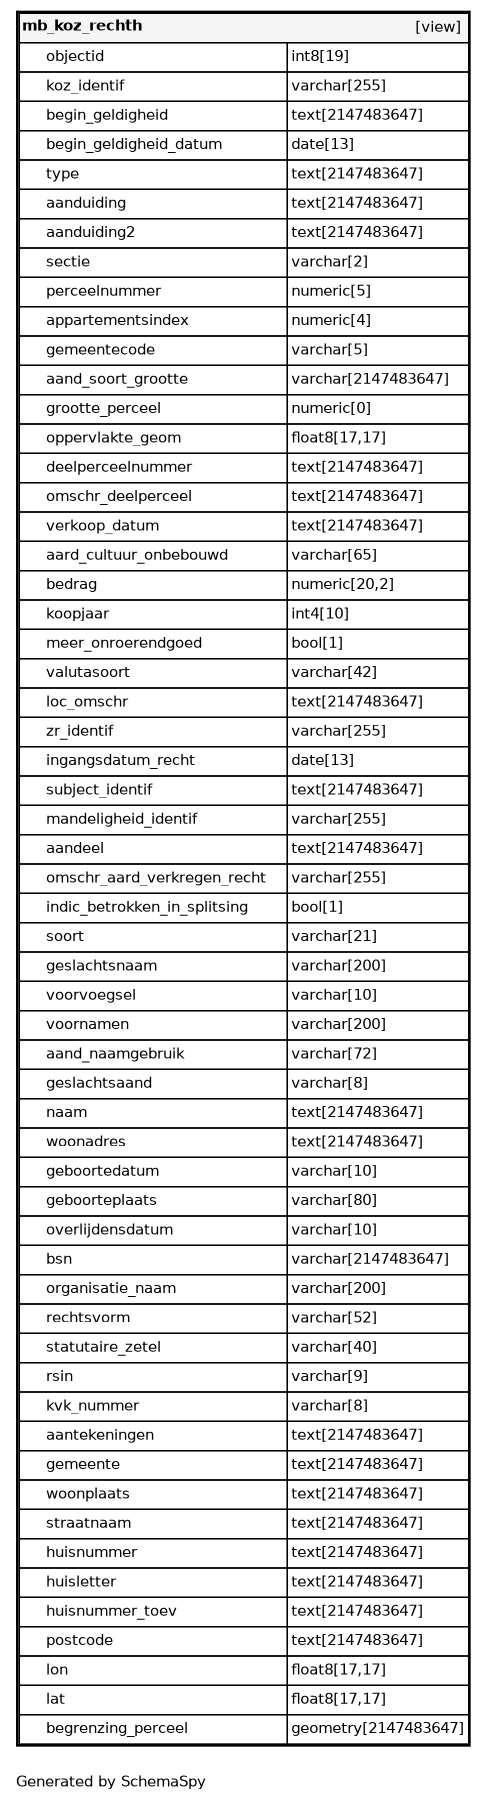 mb_koz_rechth [view]
objectid int8[19]
koz_identif varchar[255]
begin_geldigheid text[2147483647]
begin_geldigheid_datum date[13]
type text[2147483647]
aanduiding text[2147483647]
aanduiding2 text[2147483647]
sectie varchar[2]
perceelnummer numeric[5]
appartementsindex numeric[4]
gemeentecode varchar[5]
aand_soort_grootte varchar[2147483647]
grootte_perceel numeric[0]
oppervlakte_geom float8[17,17]
deelperceelnummer text[2147483647]
omschr_deelperceel text[2147483647]
verkoop_datum text[2147483647]
aard_cultuur_onbebouwd varchar[65]
bedrag numeric[20,2]
koopjaar int4[10]
meer_onroerendgoed bool[1]
valutasoort varchar[42]
loc_omschr text[2147483647]
zr_identif varchar[255]
ingangsdatum_recht date[13]
subject_identif text[2147483647]
mandeligheid_identif varchar[255]
aandeel text[2147483647]
omschr_aard_verkregen_recht varchar[255]
indic_betrokken_in_splitsing bool[1]
soort varchar[21]
geslachtsnaam varchar[200]
voorvoegsel varchar[10]
voornamen varchar[200]
aand_naamgebruik varchar[72]
geslachtsaand varchar[8]
naam text[2147483647]
woonadres text[2147483647]
geboortedatum varchar[10]
geboorteplaats varchar[80]
overlijdensdatum varchar[10]
bsn varchar[2147483647]
organisatie_naam varchar[200]
rechtsvorm varchar[52]
statutaire_zetel varchar[40]
rsin varchar[9]
kvk_nummer varchar[8]
aantekeningen text[2147483647]
gemeente text[2147483647]
woonplaats text[2147483647]
straatnaam text[2147483647]
huisnummer text[2147483647]
huisletter text[2147483647]
huisnummer_toev text[2147483647]
postcode text[2147483647]
lon float8[17,17]
lat float8[17,17]
begrenzing_perceel geometry[2147483647]
Generated by SchemaSpy